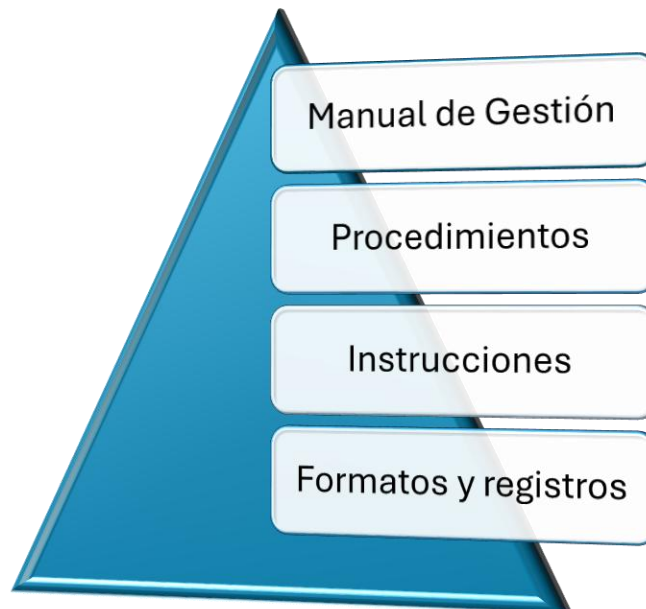 Manual de Gestión
Procedimientos
Instrucciones
Formatos y registros